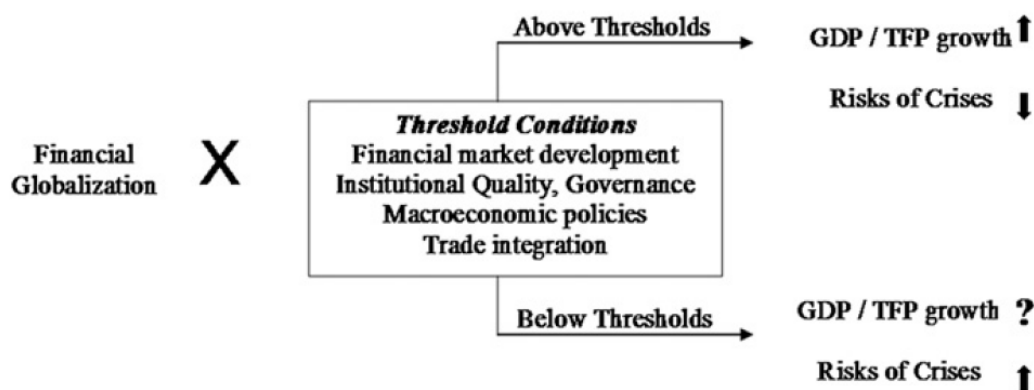 Above Thresholds
GDP / TFP growth
Risks of Crises
Financial
Globalization
X
Threshold Conditions
Financial market development
Institutional Quality, Governance
Macroeconomic policies
Trade integration
Below Thresholds
GDP / TFP growth ?
Risks of Crises